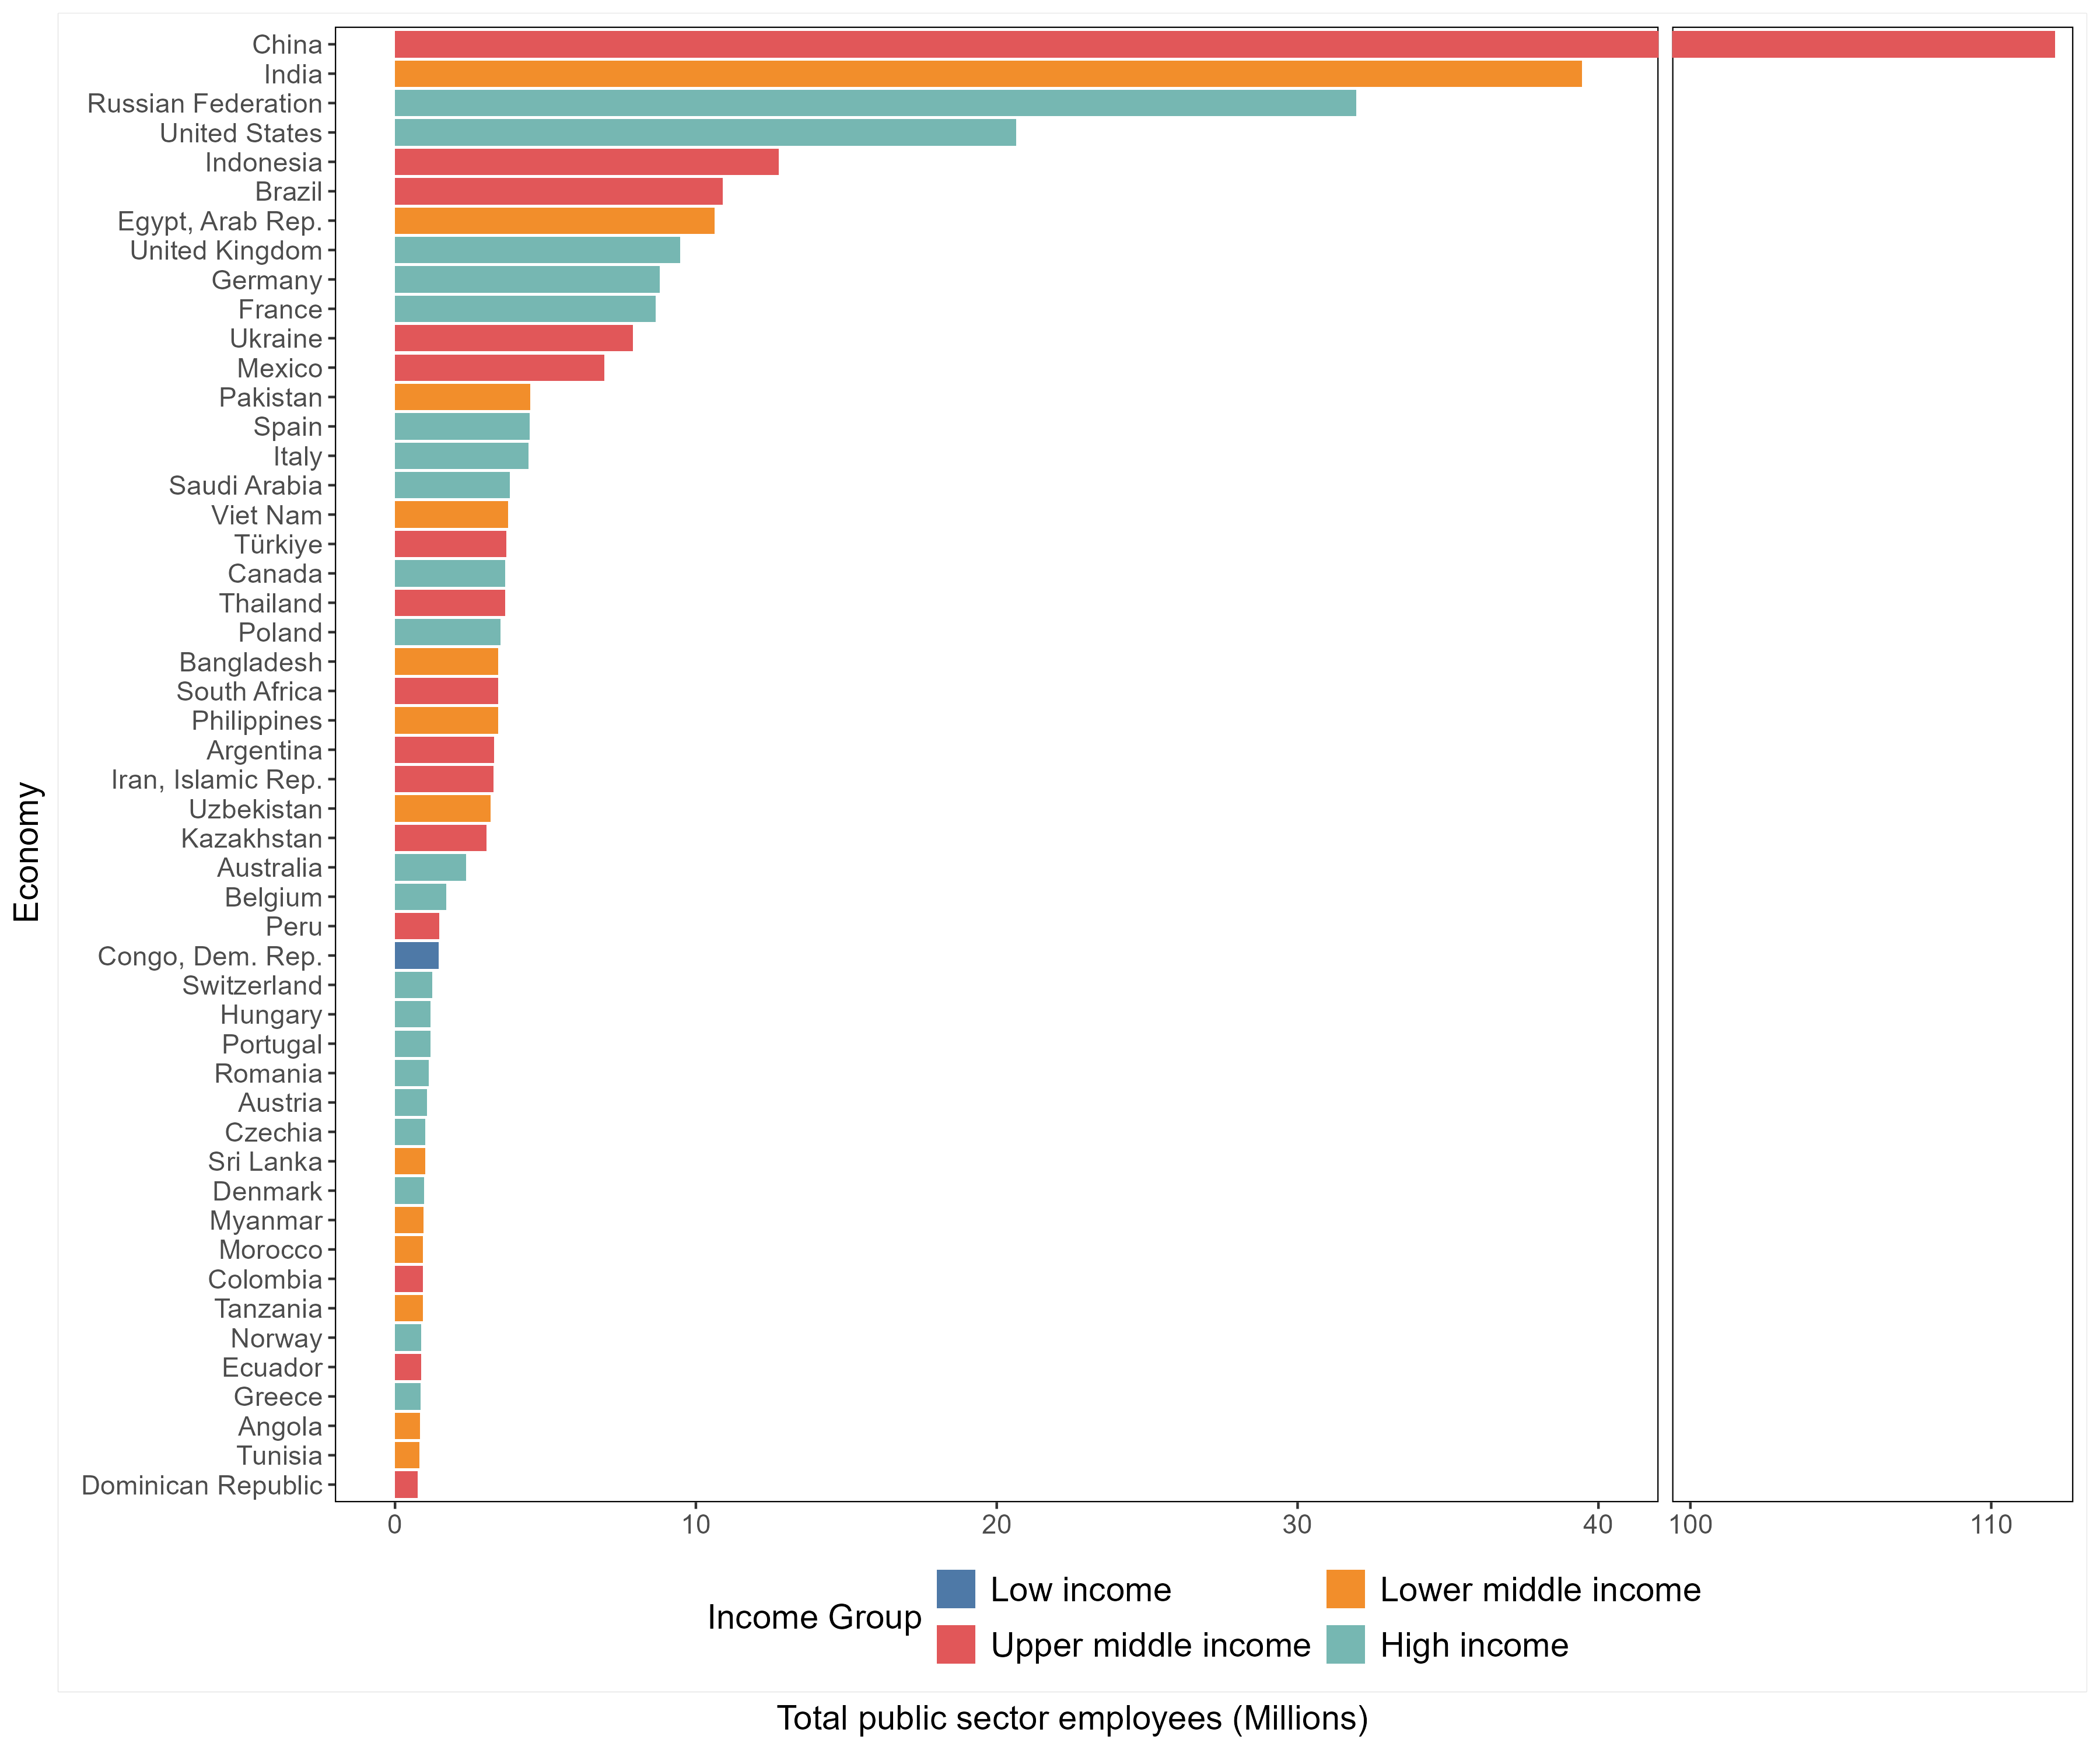 Economy
China
India
Russian Federation
United States
Indonesia
Brazil
Egypt, Arab Rep.
United Kingdom
Germany
France
Ukraine
Mexico
Pakistan
Spain
Italy
Saudi Arabia
Viet Nam
Türkiye
Canada
Thailand
Poland
Bangladesh
South Africa
Philippines
Argentina
Iran, Islamic Rep.
Uzbekistan
Kazakhstan
Australia
Belgium
Peru
Congo, Dem. Rep.
Switzerland
Hungary
Portugal
Romania
Austria
Czechia
Sri Lanka
Denmark
Myanmar
Morocco
Colombia
Tanzania
Norway
Ecuador
Greece
Angola
Tunisia
Dominican Republic
0 10 20 30 40 100 110
Income Group
Low income Lower middle income
Upper middle income High income
Total public sector employees (Millions)